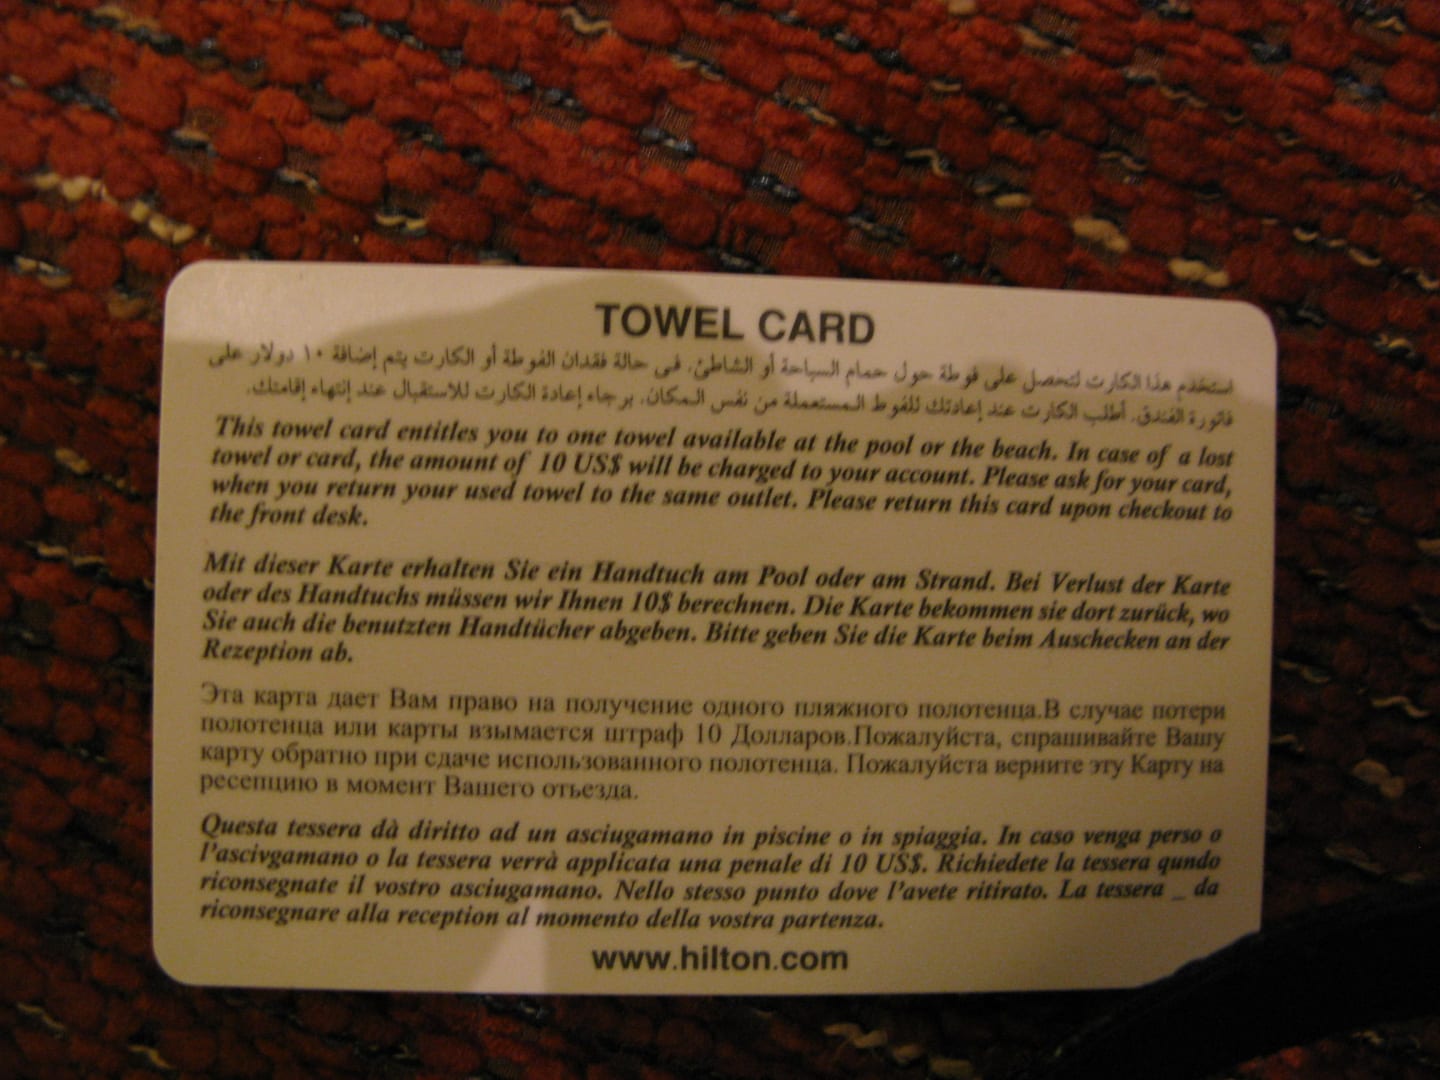 TOWEL CARD
استخدم هذا الكارت لتحصل على فوطة حول حمام السباحة أو الشاطئ. فى حالة فقدان الفوطة أو الكارت يتم إضافة ١٠ دولار على
فاتورة الفندق. أطلب الكارت عند إعادتك للفوط المستعملة من نفس المكان. برجاء إعادة الكارت للاستقبال عند إنتهاء إقامتك.
This towel card entitles you to one towel available at the pool or the beach. In case of a lost
towel or card, the amount of 10 US$ will be charged to your account. Please ask for your card,
when you return your used towel to the same outlet. Please return this card upon checkout to
the front desk.
Mit dieser Karte erhalten Sie ein Handtuch am Pool oder am Strand. Bei Verlust der Karte
oder des Handtuchs müssen wir Ihnen 10$ berechnen. Die Karte bekommen sie dort zurück, wo
Sie auch die benutzten Handtücher abgeben. Bitte geben Sie die Karte beim Auschecken an der
Rezeption ab.
Эта карта дает Вам право на получение одного пляжного полотенца.В случае потери
полотенца или карты взымается штраф 10 Долларов.Пожалуйста, спрашивайте Вашу
карту обратно при сдаче использованного полотенца. Пожалуйста верните эту Карту на
ресепцию в момент Вашего отьезда.
Questa tessera dà diritto ad un asciugamano in piscine o in spiaggia. In caso venga perso o
l'ascivgamano o la tessera verrà applicata una penale di 10 US$. Richiedete la tessera qundo
riconsegnate il vostro asciugamano. Nello stesso punto dove l'avete ritirato. La tessera _ da
riconsegnare alla reception al momento della vostra partenza.
www.hilton.com